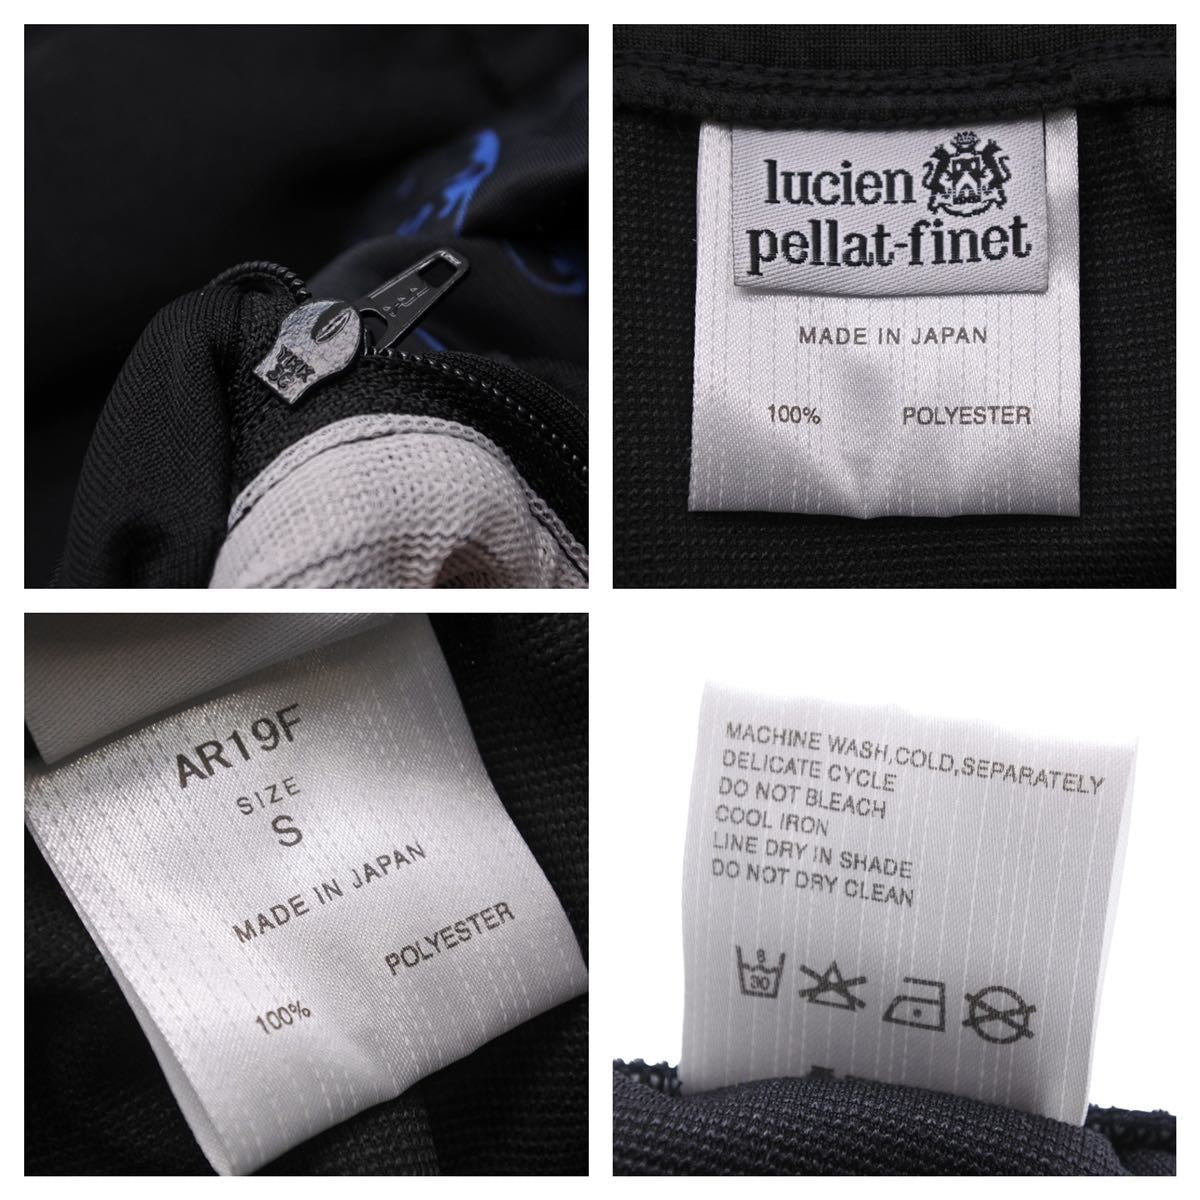 YKK
lucien
pellat-finet
MADE IN JAPAN
100% POLYESTER
AR19F
SIZE
S
MADE IN JAPAN
100% POLYESTER
MACHINE WASH,COLD,SEPARATELY
DELICATE CYCLE
DO NOT BLEACH
COOL IRON
LINE DRY IN SHADE
DO NOT DRY CLEAN
30